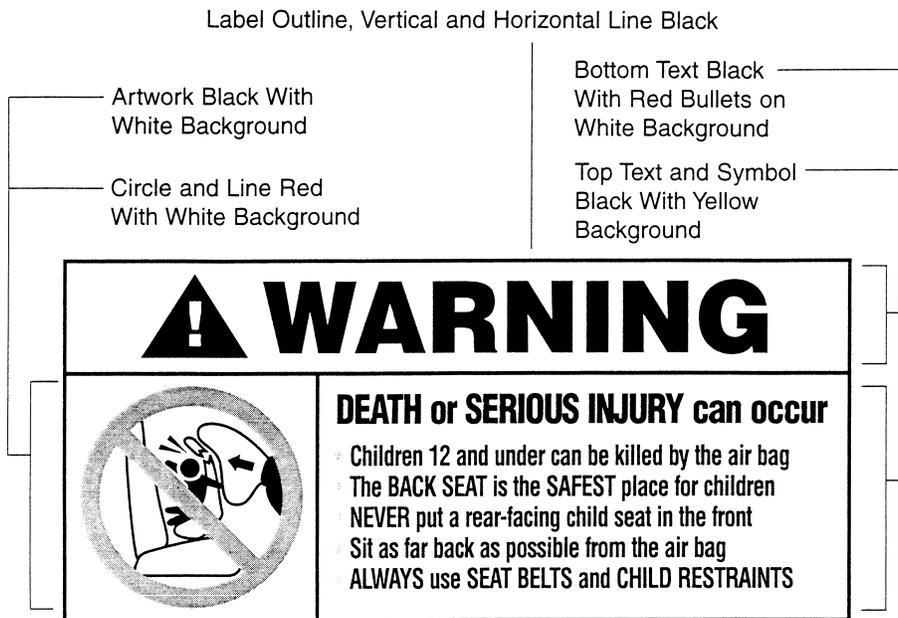 Label Outline, Vertical and Horizontal Line Black
Artwork Black With
White Background
Circle and Line Red
With White Background
Bottom Text Black
With Red Bullets on
White Background
Top Text and Symbol
Black With Yellow
Background
! WARNING
DEATH or SERIOUS INJURY can occur
Children 12 and under can be killed by the air bag
The BACK SEAT is the SAFEST place for children
NEVER put a rear-facing child seat in the front
Sit as far back as possible from the air bag
ALWAYS use SEAT BELTS and CHILD RESTRAINTS